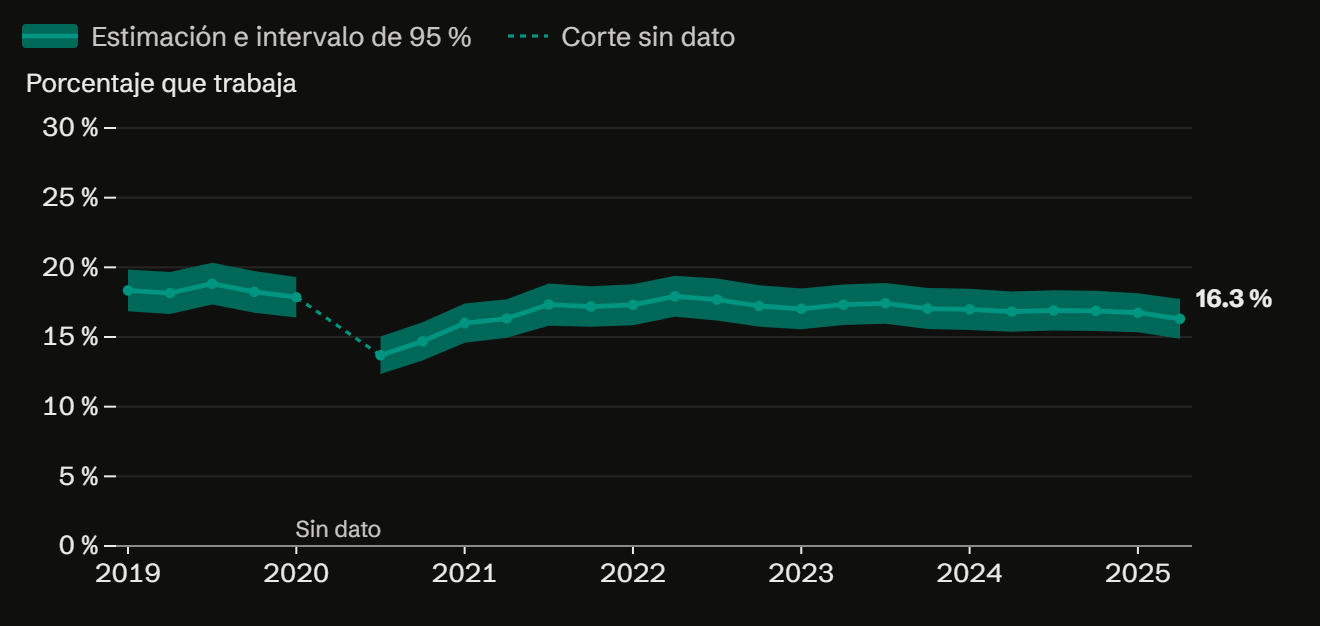 Estimación e intervalo de 95 % Corte sin dato
Porcentaje que trabaja
30 %
25 %
20 %
16.3 %
15 %
10 %
5 %
Sin dato
0 %
2019 2020 2021 2022 2023 2024 2025